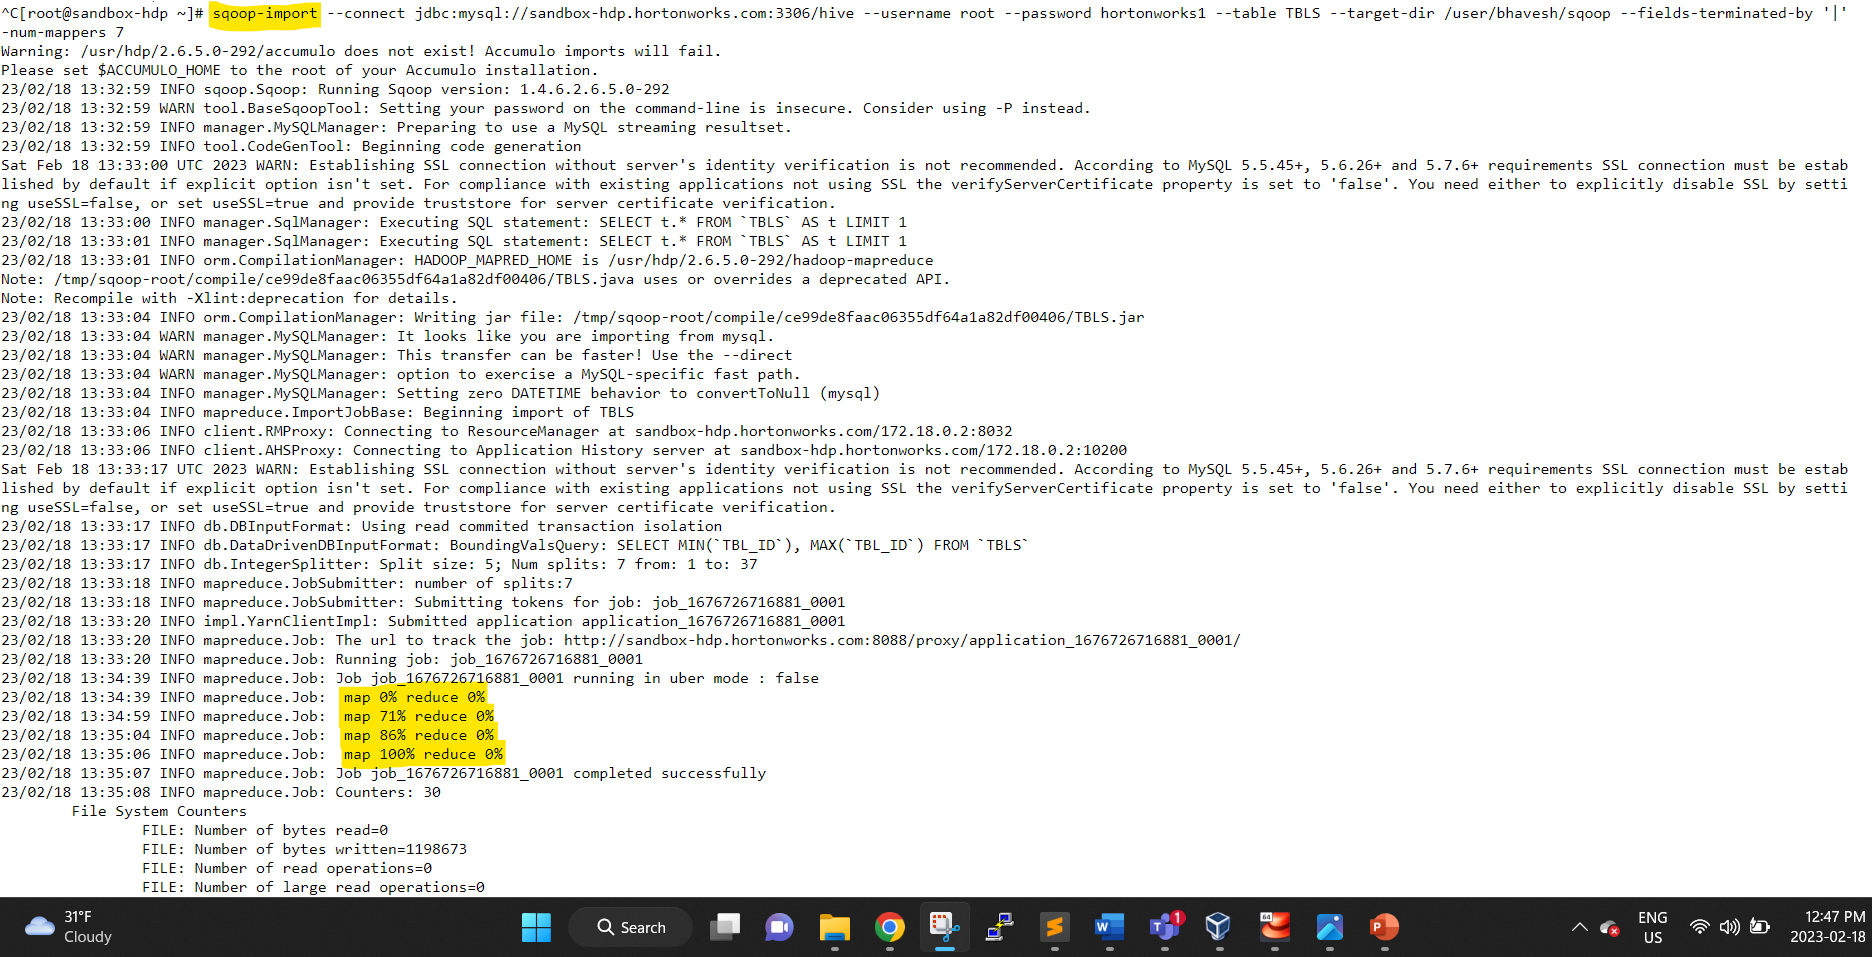 ^C[root@sandbox-hdp ~]# sqoop-import --connect jdbc:mysql://sandbox-hdp.hortonworks.com:3306/hive --username root --password hortonworks1 --table TBLS --target-dir /user/bhavesh/sqoop --fields-terminated-by '|'
-num-mappers 7
Warning: /usr/hdp/2.6.5.0-292/accumulo does not exist! Accumulo imports will fail.
Please set $ACCUMULO_HOME to the root of your Accumulo installation.
23/02/18 13:32:59 INFO sqoop.Sqoop: Running Sqoop version: 1.4.6.2.6.5.0-292
23/02/18 13:32:59 WARN tool.BaseSqoopTool: Setting your password on the command-line is insecure. Consider using -P instead.
23/02/18 13:32:59 INFO manager.MySQLManager: Preparing to use a MySQL streaming resultset.
23/02/18 13:32:59 INFO tool.CodeGenTool: Beginning code generation
Sat Feb 18 13:33:00 UTC 2023 WARN: Establishing SSL connection without server's identity verification is not recommended. According to MySQL 5.5.45+, 5.6.26+ and 5.7.6+ requirements SSL connection must be estab
lished by default if explicit option isn't set. For compliance with existing applications not using SSL the verifyServerCertificate property is set to 'false'. You need either to explicitly disable SSL by setti
ng useSSL=false, or set useSSL=true and provide truststore for server certificate verification.
23/02/18 13:33:00 INFO manager.SqlManager: Executing SQL statement: SELECT t.* FROM `TBLS` AS t LIMIT 1
23/02/18 13:33:01 INFO manager.SqlManager: Executing SQL statement: SELECT t.* FROM `TBLS` AS t LIMIT 1
23/02/18 13:33:01 INFO orm.CompilationManager: HADOOP_MAPRED_HOME is /usr/hdp/2.6.5.0-292/hadoop-mapreduce
Note: /tmp/sqoop-root/compile/ce99de8faac06355df64a1a82df00406/TBLS.java uses or overrides a deprecated API.
Note: Recompile with -Xlint:deprecation for details.
23/02/18 13:33:04 INFO orm.CompilationManager: Writing jar file: /tmp/sqoop-root/compile/ce99de8faac06355df64a1a82df00406/TBLS.jar
23/02/18 13:33:04 WARN manager.MySQLManager: It looks like you are importing from mysql.
23/02/18 13:33:04 WARN manager.MySQLManager: This transfer can be faster! Use the --direct
23/02/18 13:33:04 WARN manager.MySQLManager: option to exercise a MySQL-specific fast path.
23/02/18 13:33:04 INFO manager.MySQLManager: Setting zero DATETIME behavior to convertToNull (mysql)
23/02/18 13:33:04 INFO mapreduce.ImportJobBase: Beginning import of TBLS
23/02/18 13:33:06 INFO client.RMProxy: Connecting to ResourceManager at sandbox-hdp.hortonworks.com/172.18.0.2:8032
23/02/18 13:33:06 INFO client.AHSProxy: Connecting to Application History server at sandbox-hdp.hortonworks.com/172.18.0.2:10200
Sat Feb 18 13:33:17 UTC 2023 WARN: Establishing SSL connection without server's identity verification is not recommended. According to MySQL 5.5.45+, 5.6.26+ and 5.7.6+ requirements SSL connection must be estab
lished by default if explicit option isn't set. For compliance with existing applications not using SSL the verifyServerCertificate property is set to 'false'. You need either to explicitly disable SSL by setti
ng useSSL=false, or set useSSL=true and provide truststore for server certificate verification.
23/02/18 13:33:17 INFO db.DBInputFormat: Using read commited transaction isolation
23/02/18 13:33:17 INFO db.DataDrivenDBInputFormat: BoundingValsQuery: SELECT MIN(`TBL_ID`), MAX(`TBL_ID`) FROM `TBLS`
23/02/18 13:33:17 INFO db.IntegerSplitter: Split size: 5; Num splits: 7 from: 1 to: 37
23/02/18 13:33:18 INFO mapreduce.JobSubmitter: number of splits:7
23/02/18 13:33:18 INFO mapreduce.JobSubmitter: Submitting tokens for job: job_1676726716881_0001
23/02/18 13:33:20 INFO impl.YarnClientImpl: Submitted application application_1676726716881_0001
23/02/18 13:33:20 INFO mapreduce.Job: The url to track the job: http://sandbox-hdp.hortonworks.com:8088/proxy/application_1676726716881_0001/
23/02/18 13:33:20 INFO mapreduce.Job: Running job: job_1676726716881_0001
23/02/18 13:34:39 INFO mapreduce.Job: Job job_1676726716881_0001 running in uber mode : false
23/02/18 13:34:39 INFO mapreduce.Job:  map 0% reduce 0%
23/02/18 13:34:59 INFO mapreduce.Job:  map 71% reduce 0%
23/02/18 13:35:04 INFO mapreduce.Job:  map 86% reduce 0%
23/02/18 13:35:06 INFO mapreduce.Job:  map 100% reduce 0%
23/02/18 13:35:07 INFO mapreduce.Job: Job job_1676726716881_0001 completed successfully
23/02/18 13:35:08 INFO mapreduce.Job: Counters: 30
File System Counters
FILE: Number of bytes read=0
FILE: Number of bytes written=1198673
FILE: Number of read operations=0
FILE: Number of large read operations=0
31°F
Cloudy
Search
1
64
ENG
US
12:47 PM
2023-02-18